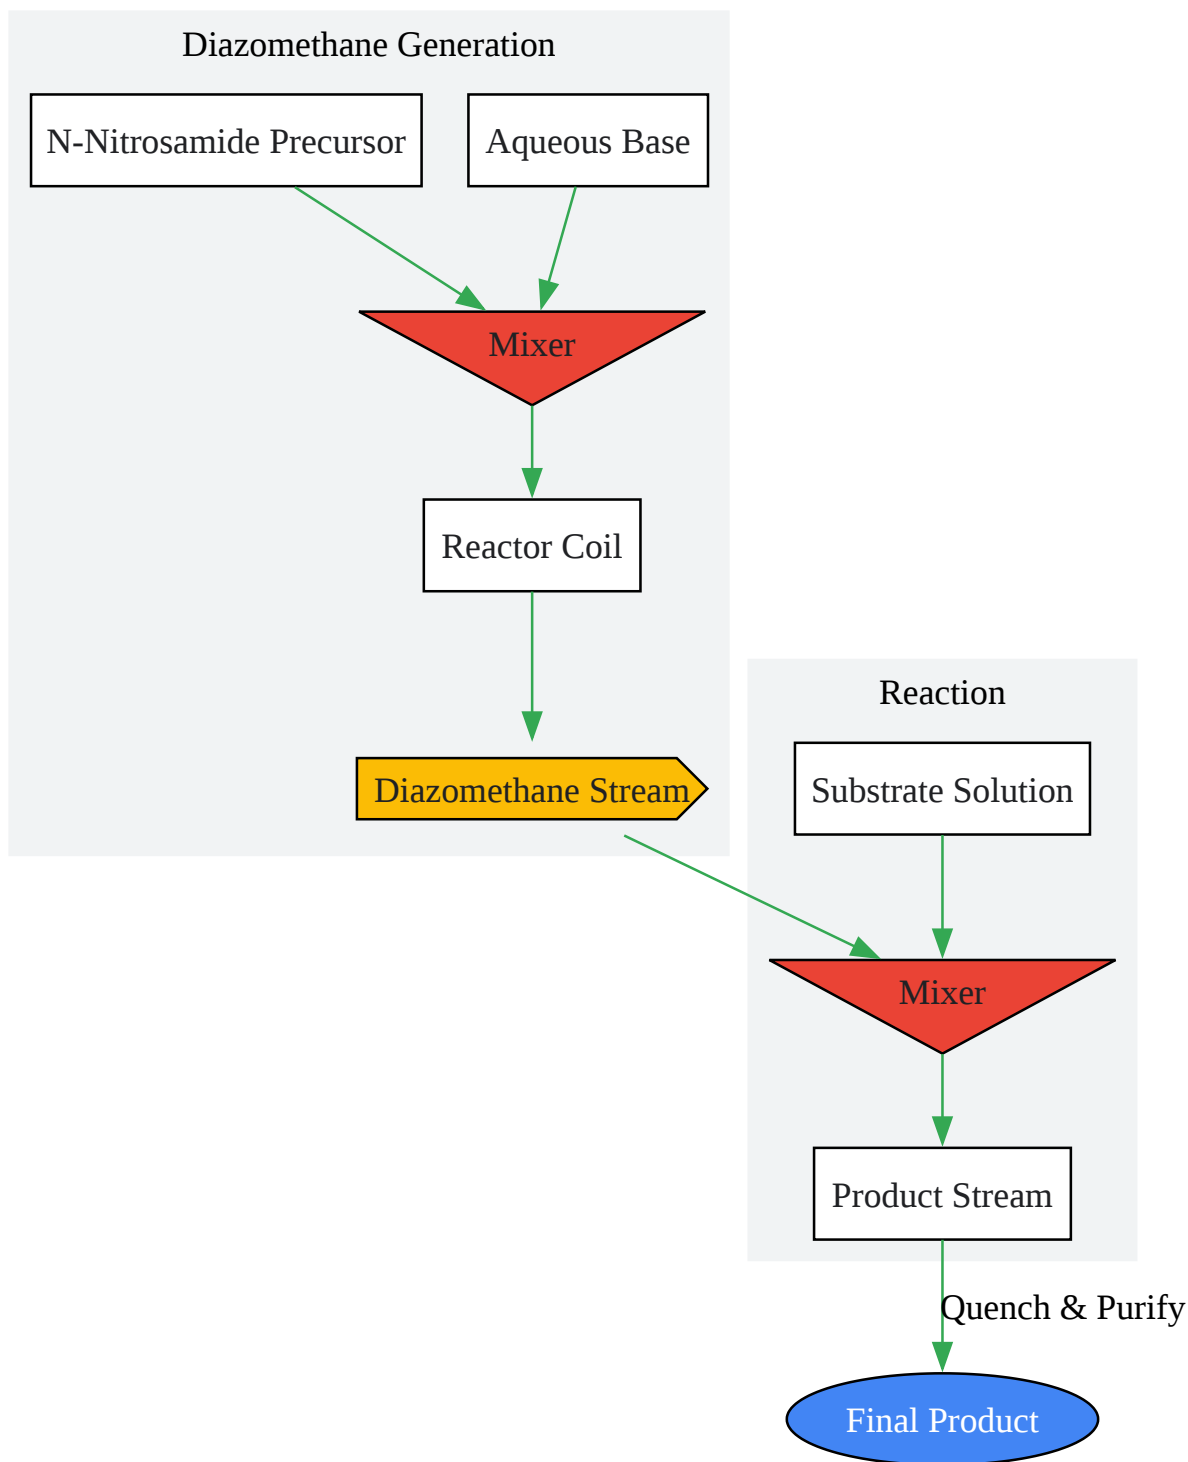 Diazomethane Generation
N-Nitrosamide Precursor
Aqueous Base
Mixer
Reactor Coil
Diazomethane Stream
Reaction
Substrate Solution
Mixer
Product Stream
Quench & Purify
Final Product